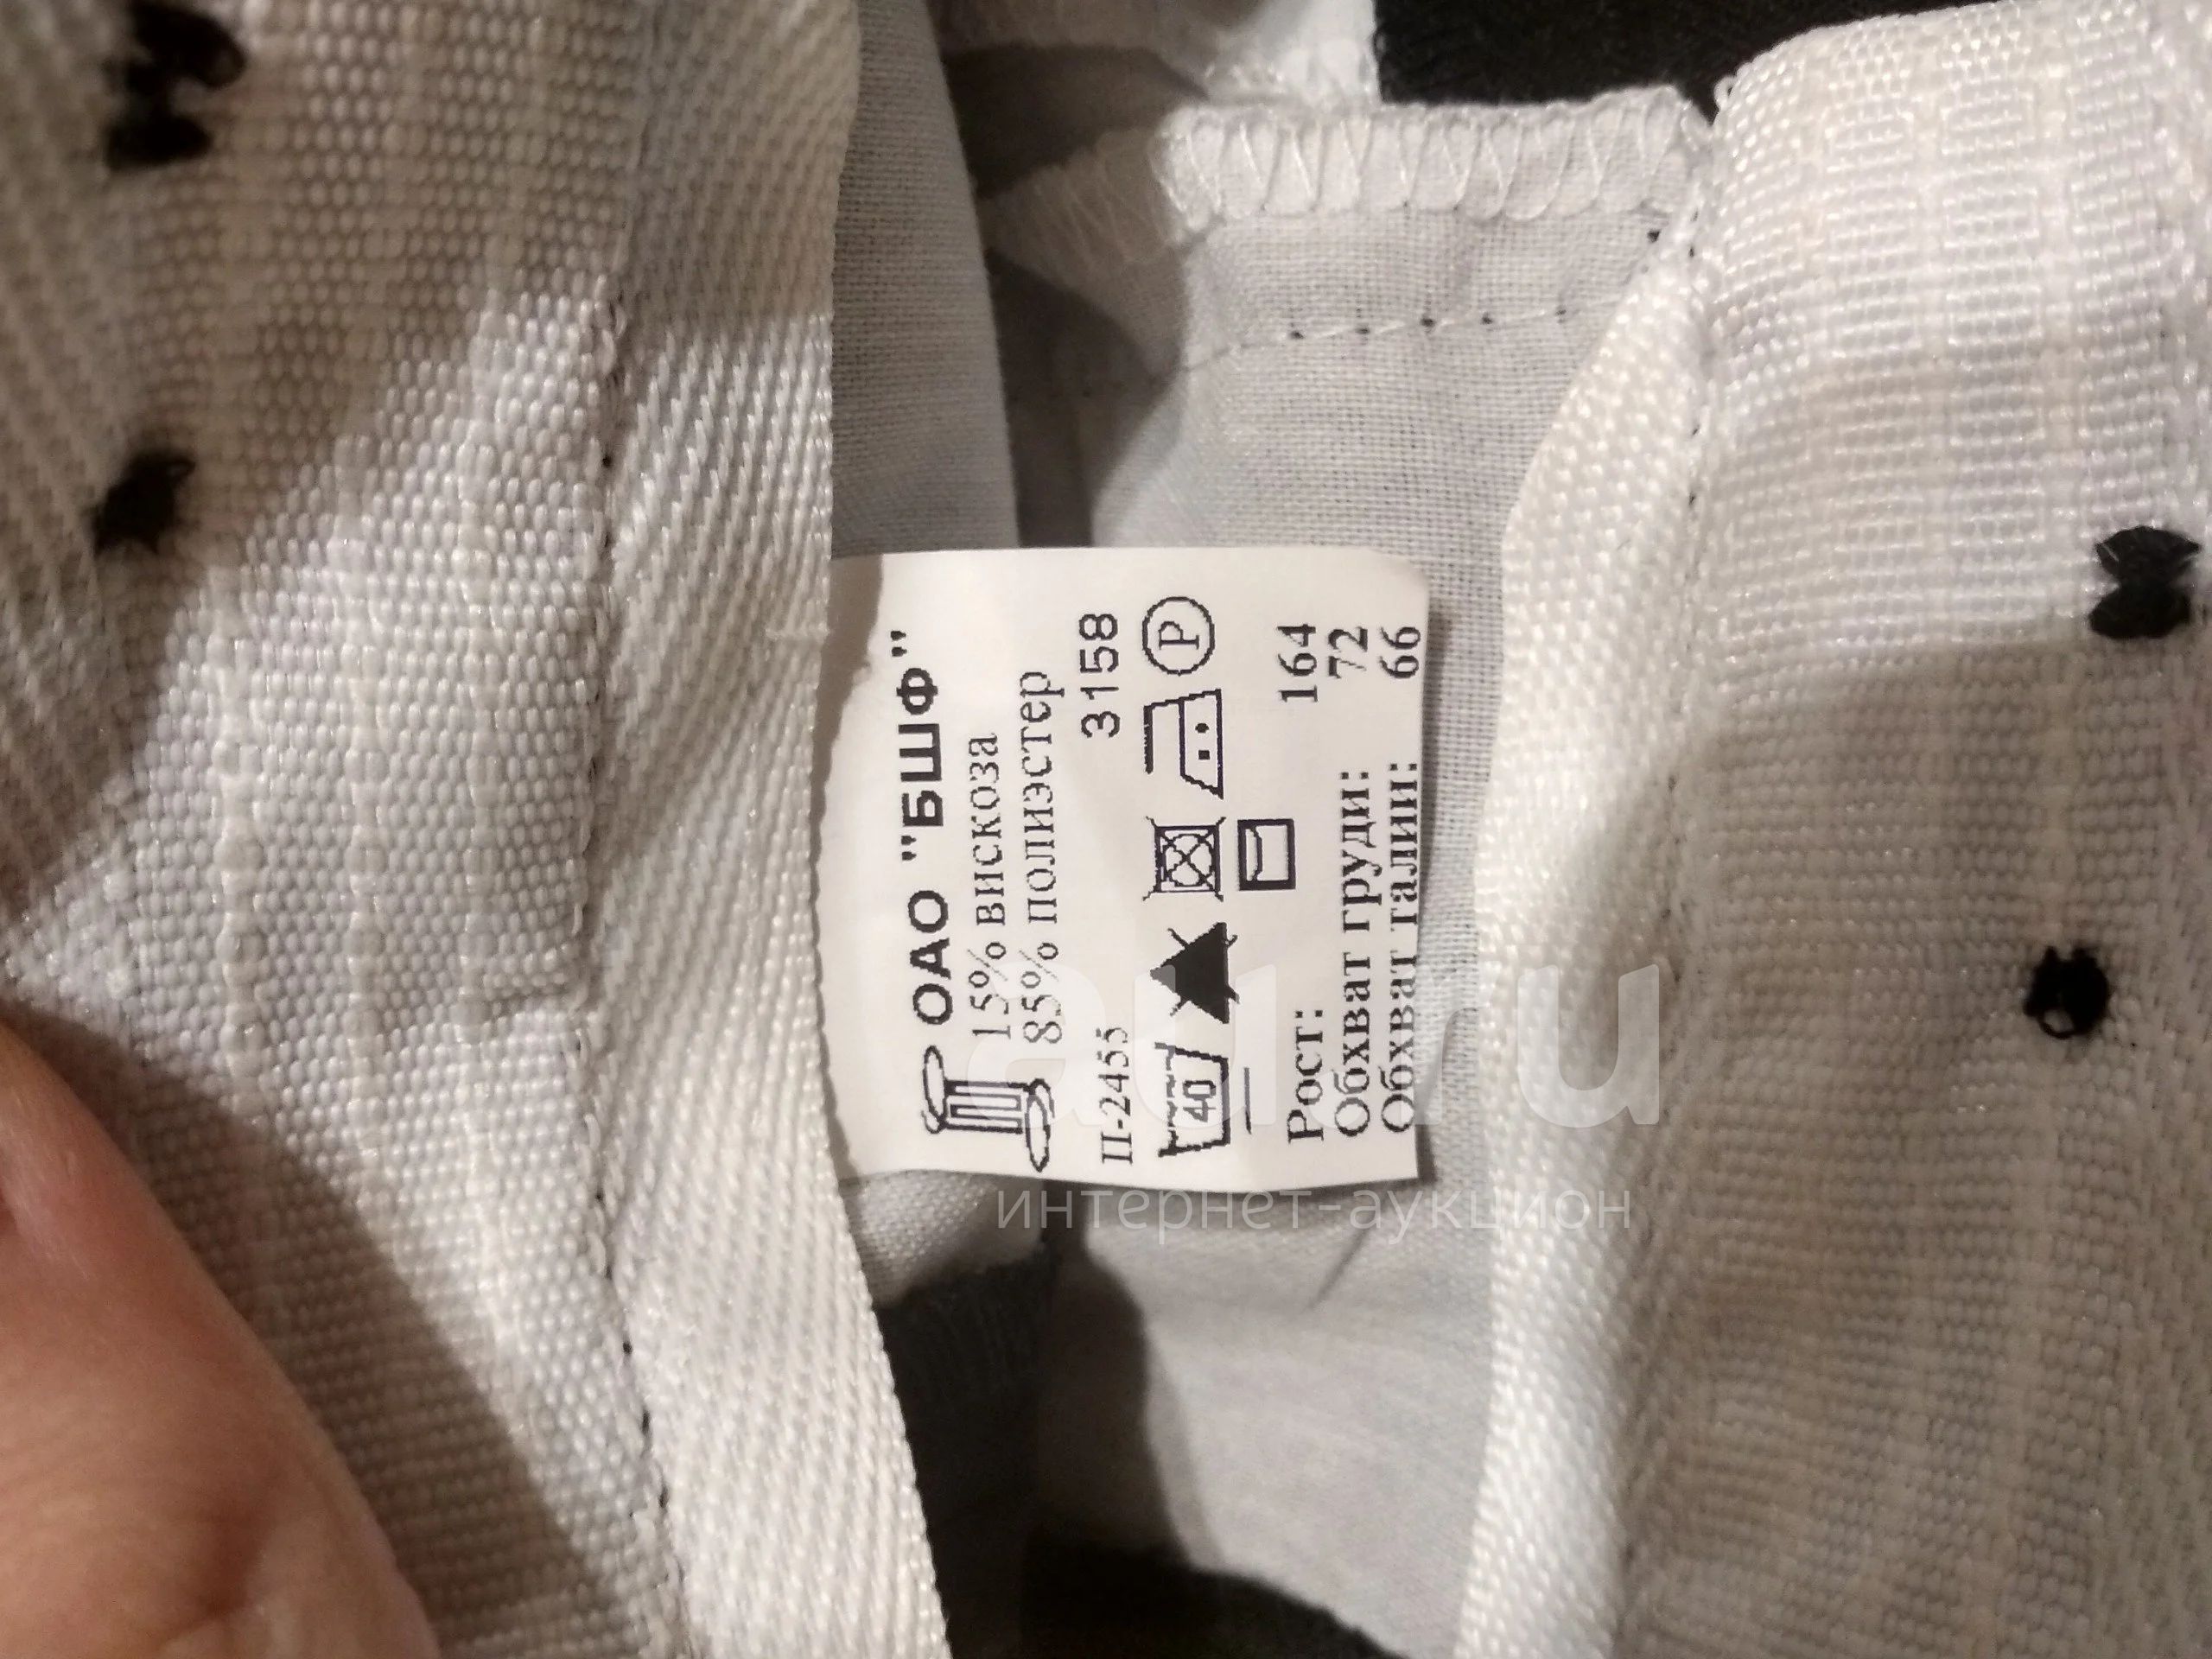 ОАО "БШФ"
15% вискоза
85% полиэстер
П-2455 3158
40 P
Рост: 164
Обхват груди: 72
Обхват талии: 66
au.ru
интернет-аукцион